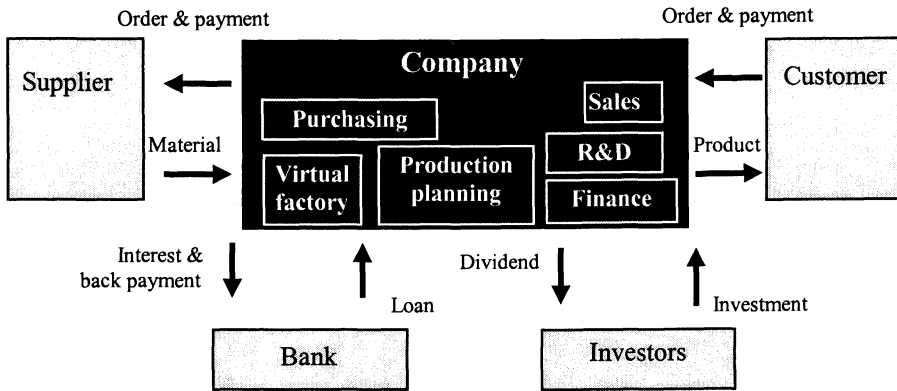 Order & payment
Order & payment
Supplier
Company
Customer
Sales
Purchasing
Material
R&D
Product
Virtual
factory
Production
planning
Finance
Interest &
back payment
Loan
Dividend
Investment
Bank
Investors